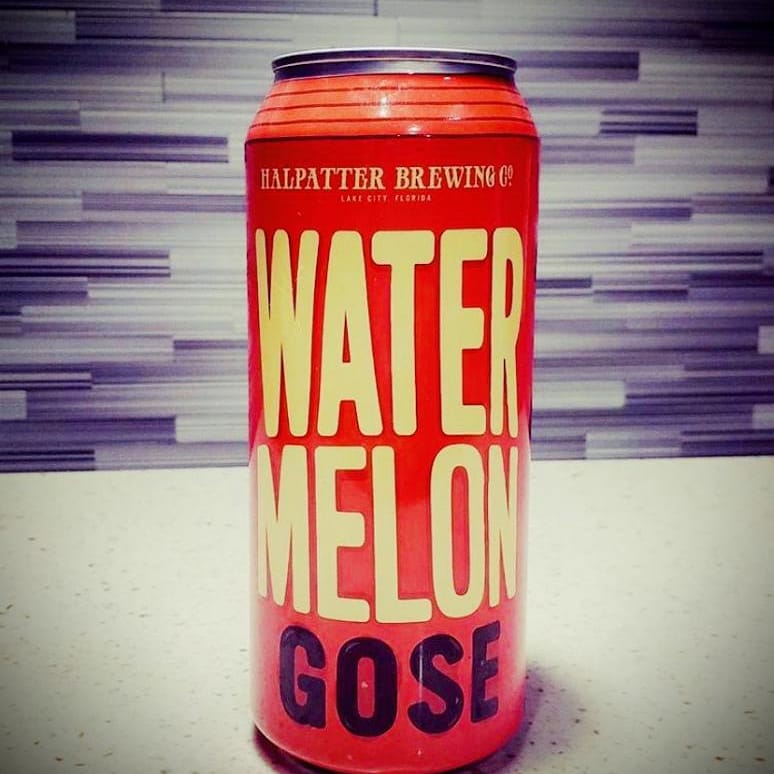 HALPATTER BREWING Cº
LAKE CITY, FLORIDA
WATER
MELON
GOSE